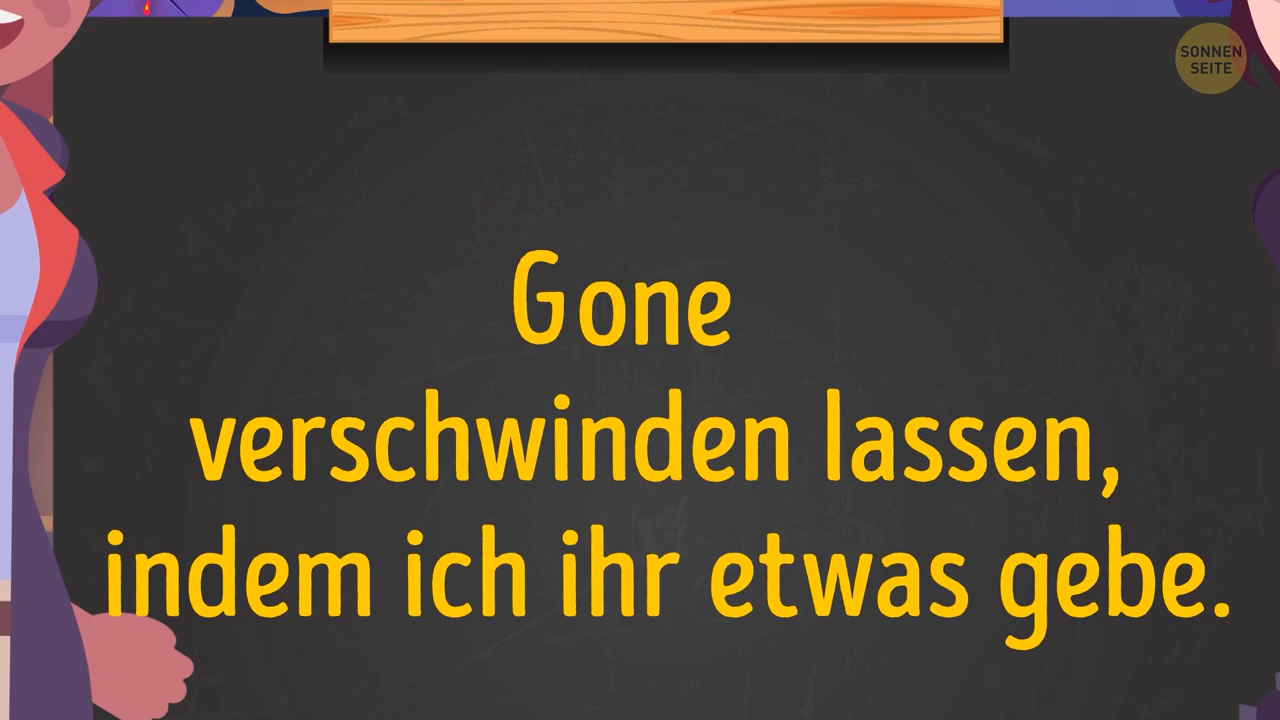 SONNEN
SEITE
Gone
verschwinden lassen,
indem ich ihr etwas gebe.